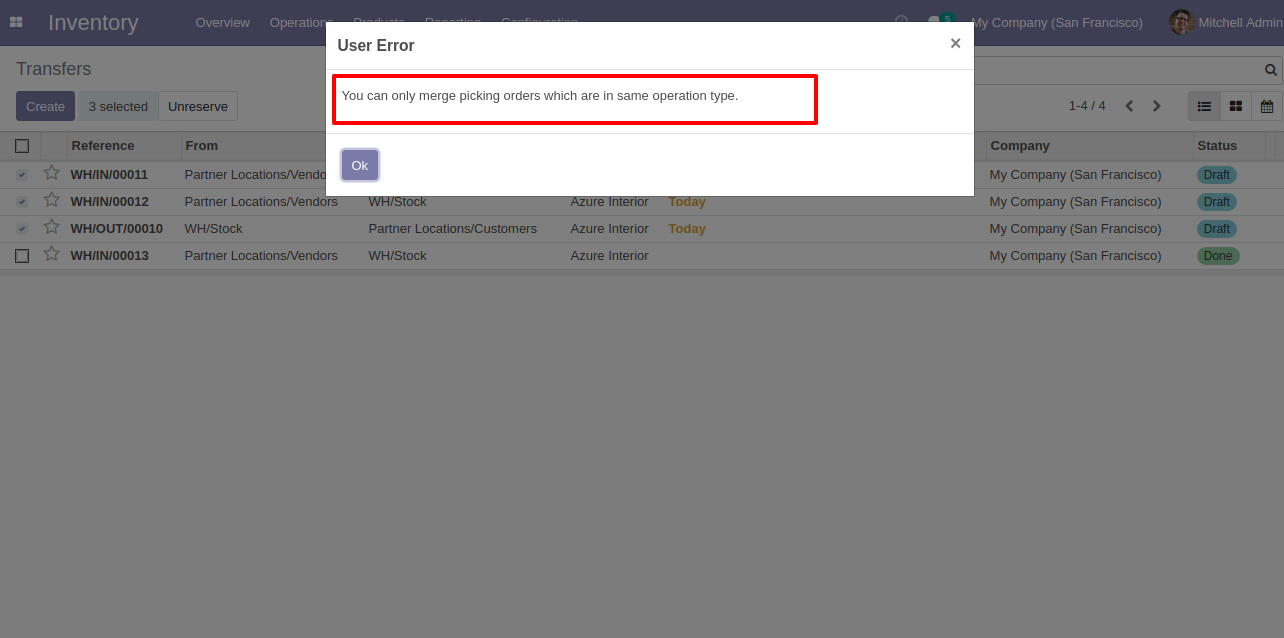 Inventory Overview Operations Products Reporting Configuration 5 My Company (San Francisco) Mitchell Admin
User Error ×
Transfers
You can only merge picking orders which are in same operation type.
Create 3 selected Unreserve 1-4 / 4
Ok
Reference From Company Status
WH/IN/00011 Partner Locations/Vendo My Company (San Francisco) Draft
WH/IN/00012 Partner Locations/Vendors WH/Stock Azure Interior Today My Company (San Francisco) Draft
WH/OUT/00010 WH/Stock Partner Locations/Customers Azure Interior Today My Company (San Francisco) Draft
WH/IN/00013 Partner Locations/Vendors WH/Stock Azure Interior My Company (San Francisco) Done